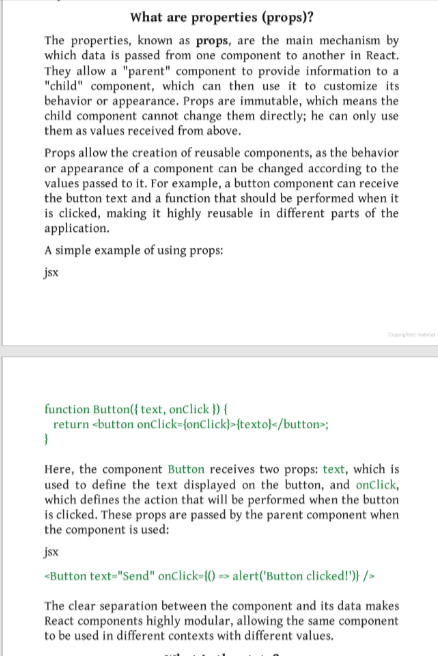 What are properties (props)?
The properties, known as props, are the main mechanism by
which data is passed from one component to another in React.
They allow a "parent" component to provide information to a
"child" component, which can then use it to customize its
behavior or appearance. Props are immutable, which means the
child component cannot change them directly; he can only use
them as values received from above.
Props allow the creation of reusable components, as the behavior
or appearance of a component can be changed according to the
values passed to it. For example, a button component can receive
the button text and a function that should be performed when it
is clicked, making it highly reusable in different parts of the
application.
A simple example of using props:
jsx
Copyrighted material
function Button({ text, onClick }) {
return <button onClick={onClick}>{texto}</button>;
}
Here, the component Button receives two props: text, which is
used to define the text displayed on the button, and onClick,
which defines the action that will be performed when the button
is clicked. These props are passed by the parent component when
the component is used:
jsx
<Button text="Send" onClick={() => alert('Button clicked!')} />
The clear separation between the component and its data makes
React components highly modular, allowing the same component
to be used in different contexts with different values.